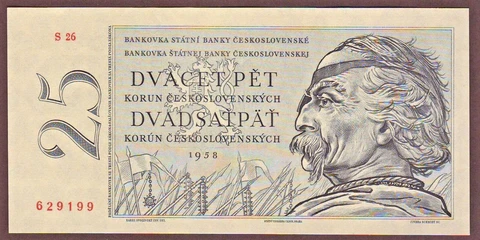 S 26
BANKOVKA STÁTNÍ BANKY ČESKOSLOVENSKÉ
BANKOVKA ŠTÁTNEJ BANKY ČESKOSLOVENSKEJ
25
DVACET PĚT
KORUN ČESKOSLOVENSKÝCH
DVADSAŤPÄŤ
KORÚN ČESKOSLOVENSKÝCH
1958
629199